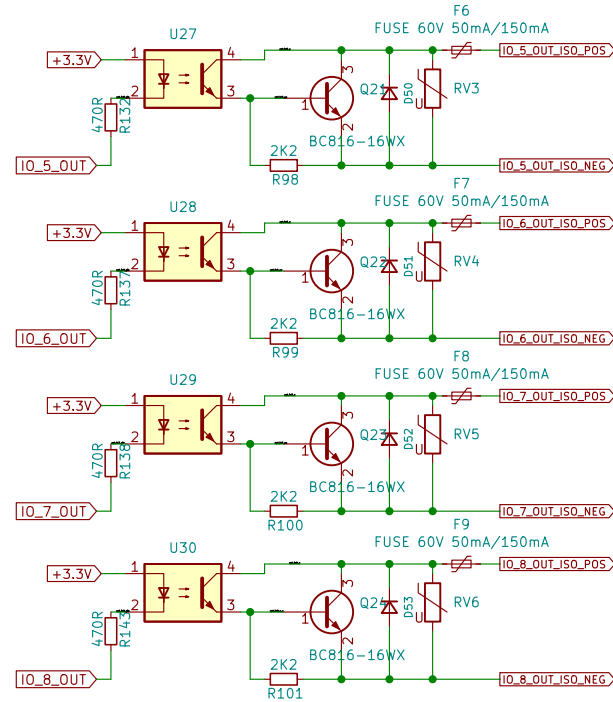 F6
FUSE 60V 50mA/150mA
U27
+3.3V
1
4
IO_5_OUT_ISO_POS
2
3
470R
R132
1
3
2
Q21
D50
U
RV3
BC816-16WX
2K2
R98
IO_5_OUT
IO_5_OUT_ISO_NEG
F7
FUSE 60V 50mA/150mA
U28
+3.3V
1
4
IO_6_OUT_ISO_POS
2
3
470R
R137
1
3
2
Q22
D51
U
RV4
BC816-16WX
2K2
R99
IO_6_OUT
IO_6_OUT_ISO_NEG
F8
FUSE 60V 50mA/150mA
U29
+3.3V
1
4
IO_7_OUT_ISO_POS
2
3
470R
R138
1
3
2
Q23
D52
U
RV5
BC816-16WX
2K2
R100
IO_7_OUT
IO_7_OUT_ISO_NEG
F9
FUSE 60V 50mA/150mA
U30
+3.3V
1
4
IO_8_OUT_ISO_POS
2
3
470R
R143
1
3
2
Q24
D53
U
RV6
BC816-16WX
2K2
R101
IO_8_OUT
IO_8_OUT_ISO_NEG